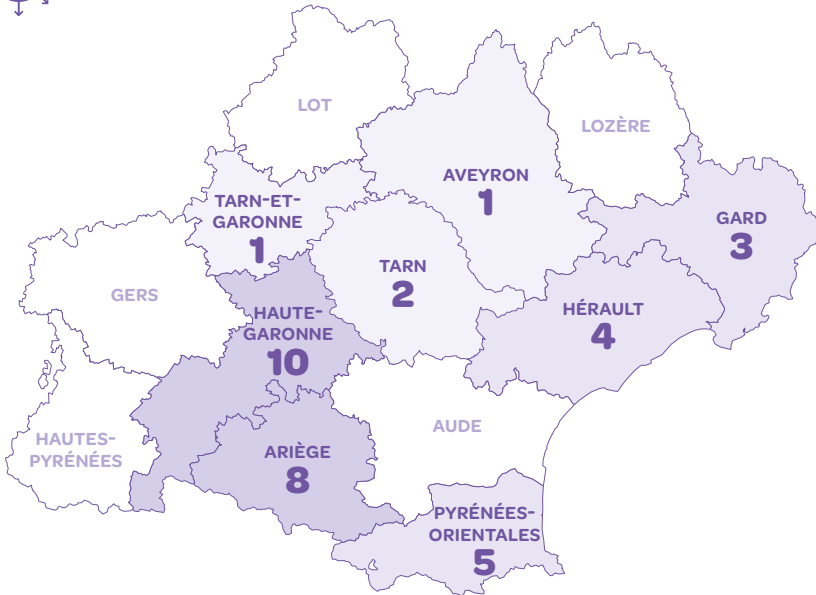 LOT
LOZÈRE
AVEYRON
1
TARN-ET-
GARONNE
1
GARD
3
TARN
2
GERS
HÉRAULT
4
HAUTE-
GARONNE
10
AUDE
HAUTES-
PYRÉNÉES
ARIÈGE
8
PYRÉNÉES-
ORIENTALES
5